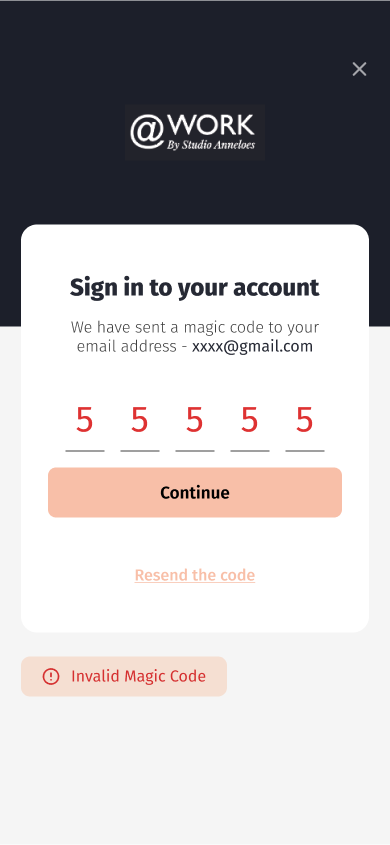 @WORK
By Studio Anneloes
Sign in to your account
We have sent a magic code to your
email address - xxxx@gmail.com
5 5 5 5 5
Continue
Resend the code
Invalid Magic Code